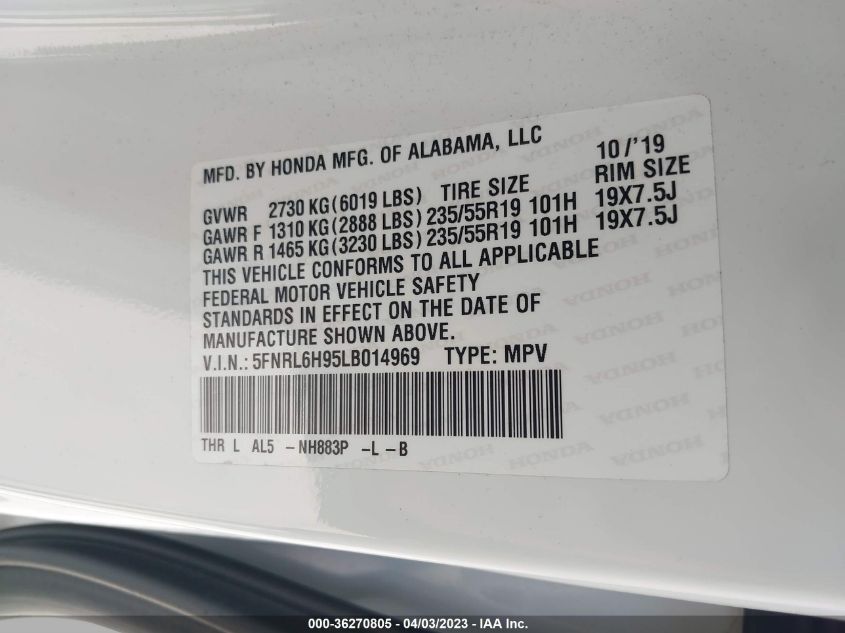 MFD. BY HONDA MFG. OF ALABAMA, LLC 10/'19
GVWR 2730 KG(6019 LBS) TIRE SIZE RIM SIZE
GAWR F 1310 KG(2888 LBS) 235/55R19 101H 19X7.5J
GAWR R 1465 KG(3230 LBS) 235/55R19 101H 19X7.5J
THIS VEHICLE CONFORMS TO ALL APPLICABLE
FEDERAL MOTOR VEHICLE SAFETY
STANDARDS IN EFFECT ON THE DATE OF
MANUFACTURE SHOWN ABOVE.
V.I.N.: 5FNRL6H95LB014969 TYPE: MPV
THR L AL5 -NH883P -L-B
000-36270805 - 04/03/2023 - IAA Inc.